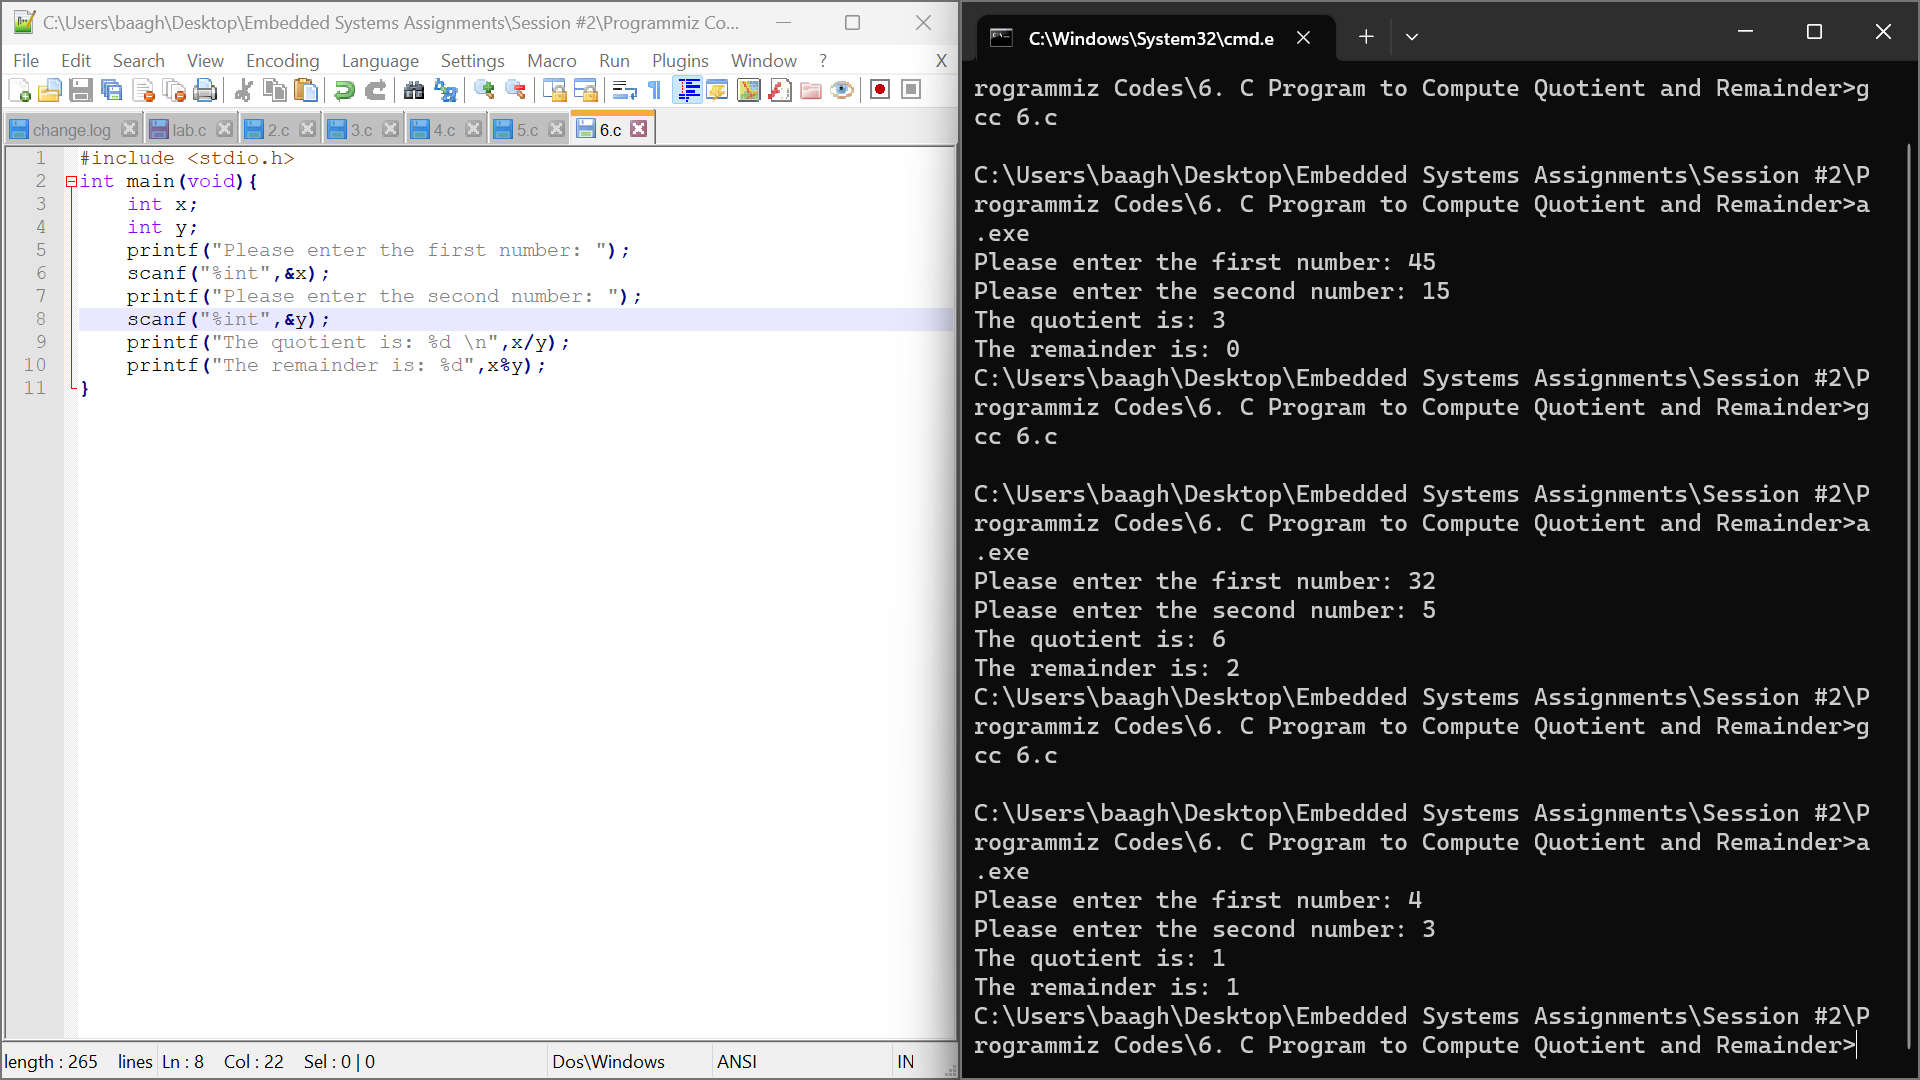 C:\Users\baagh\Desktop\Embedded Systems Assignments\Session #2\Programmiz Co...
File Edit Search View Encoding Language Settings Macro Run Plugins Window ? X
change.log lab.c 2.c 3.c 4.c 5.c 6.c
1 #include <stdio.h>
2 int main(void){
3 int x;
4 int y;
5 printf("Please enter the first number: ");
6 scanf("%int",&x);
7 printf("Please enter the second number: ");
8 scanf("%int",&y);
9 printf("The quotient is: %d \n",x/y);
10 printf("The remainder is: %d",x%y);
11 }
length : 265 lines Ln : 8 Col : 22 Sel : 0 | 0 Dos\Windows ANSI IN
C:\Windows\System32\cmd.e
rogrammiz Codes\6. C Program to Compute Quotient and Remainder>g
cc 6.c
C:\Users\baagh\Desktop\Embedded Systems Assignments\Session #2\P
rogrammiz Codes\6. C Program to Compute Quotient and Remainder>a
.exe
Please enter the first number: 45
Please enter the second number: 15
The quotient is: 3
The remainder is: 0
C:\Users\baagh\Desktop\Embedded Systems Assignments\Session #2\P
rogrammiz Codes\6. C Program to Compute Quotient and Remainder>g
cc 6.c
C:\Users\baagh\Desktop\Embedded Systems Assignments\Session #2\P
rogrammiz Codes\6. C Program to Compute Quotient and Remainder>a
.exe
Please enter the first number: 32
Please enter the second number: 5
The quotient is: 6
The remainder is: 2
C:\Users\baagh\Desktop\Embedded Systems Assignments\Session #2\P
rogrammiz Codes\6. C Program to Compute Quotient and Remainder>g
cc 6.c
C:\Users\baagh\Desktop\Embedded Systems Assignments\Session #2\P
rogrammiz Codes\6. C Program to Compute Quotient and Remainder>a
.exe
Please enter the first number: 4
Please enter the second number: 3
The quotient is: 1
The remainder is: 1
C:\Users\baagh\Desktop\Embedded Systems Assignments\Session #2\P
rogrammiz Codes\6. C Program to Compute Quotient and Remainder>